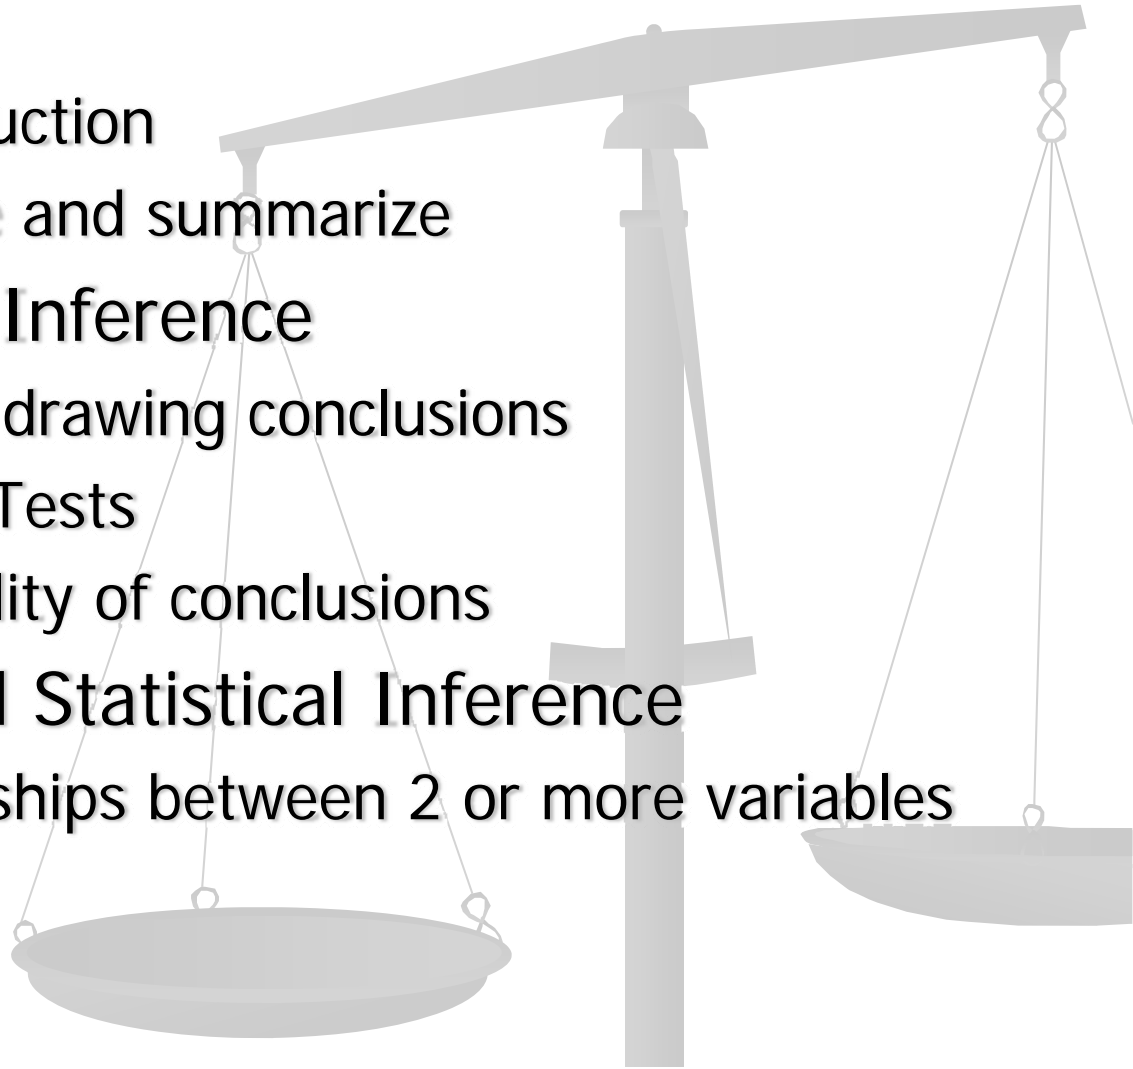 uction
e and summarize
Inference
drawing conclusions
Tests
lity of conclusions
l Statistical Inference
ships between 2 or more variables